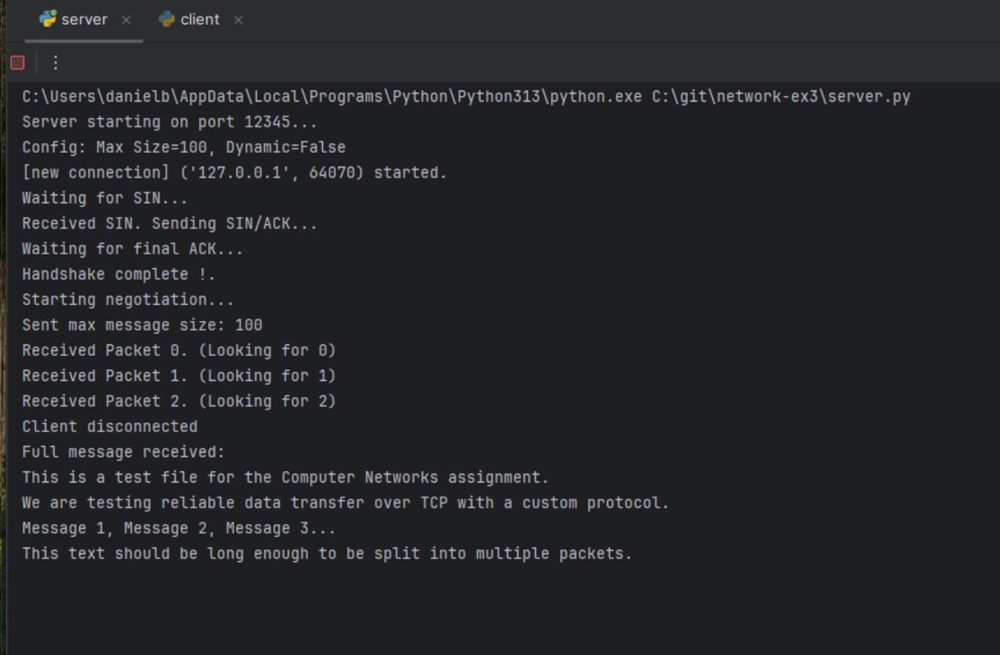 server
client
C:\Users\danielb\AppData\Local\Programs\Python\Python313\python.exe C:\git\network-ex3\server.py
Server starting on port 12345...
Config: Max Size=100, Dynamic=False
[new connection] ('127.0.0.1', 64070) started.
Waiting for SIN...
Received SIN. Sending SIN/ACK...
Waiting for final ACK...
Handshake complete !.
Starting negotiation...
Sent max message size: 100
Received Packet 0. (Looking for 0)
Received Packet 1. (Looking for 1)
Received Packet 2. (Looking for 2)
Client disconnected
Full message received:
This is a test file for the Computer Networks assignment.
We are testing reliable data transfer over TCP with a custom protocol.
Message 1, Message 2, Message 3...
This text should be long enough to be split into multiple packets.